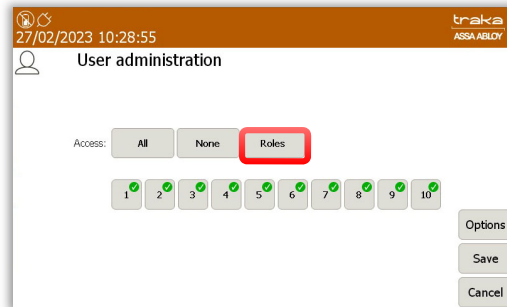 traka
27/02/2023 10:28:55
ASSA ABLOY
User administration
Access: All None Roles
1 2 3 4 5 6 7 8 9 10
Options
Save
Cancel